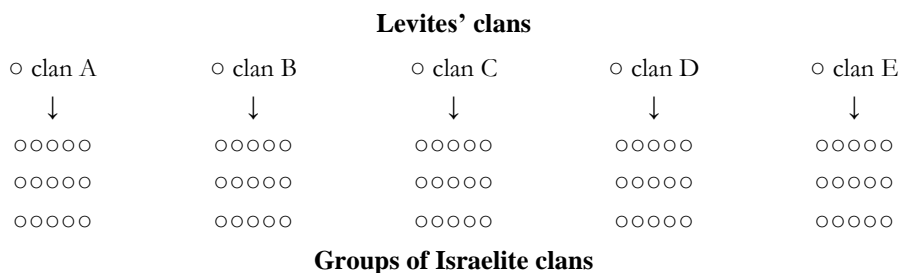 Levites’ clans
○ clan A ○ clan B ○ clan C ○ clan D ○ clan E
↓ ↓ ↓ ↓ ↓
○○○○○ ○○○○○ ○○○○○ ○○○○○ ○○○○○
○○○○○ ○○○○○ ○○○○○ ○○○○○ ○○○○○
○○○○○ ○○○○○ ○○○○○ ○○○○○ ○○○○○
Groups of Israelite clans